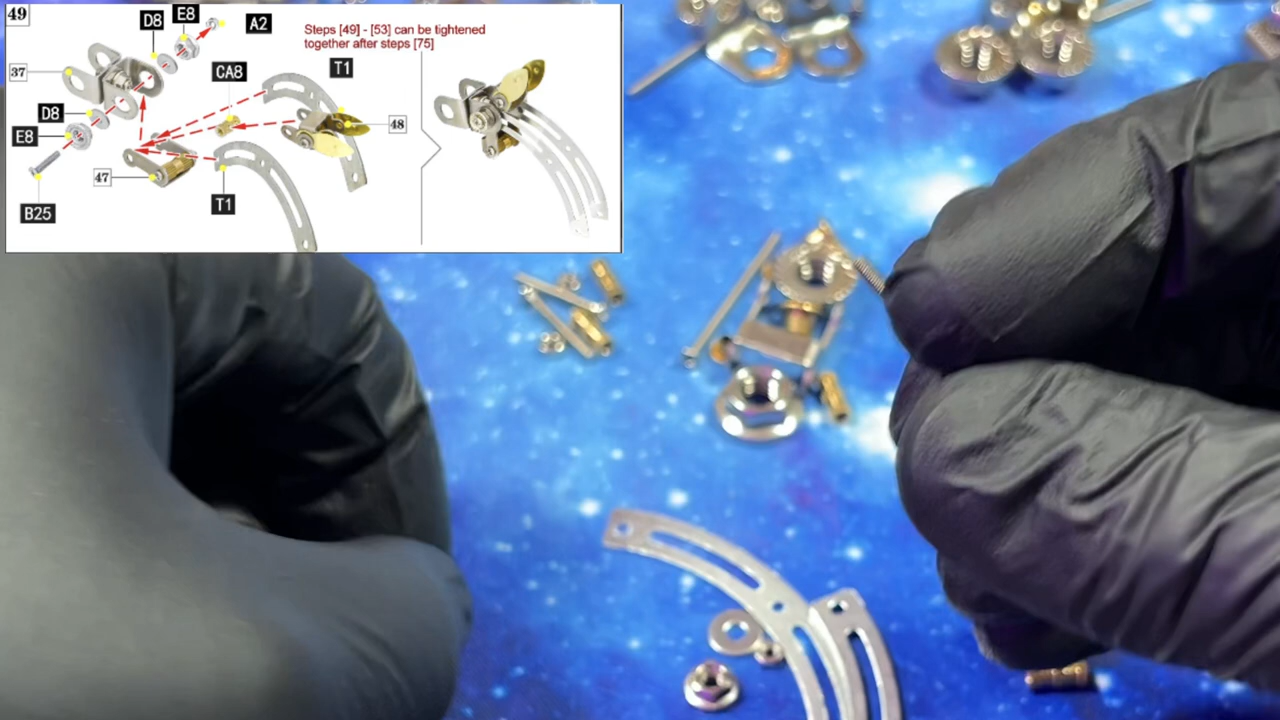 49
D8
E8
A2
Steps [49] - [53] can be tightened
together after steps [75]
37
CA8
T1
D8
E8
48
47
B25
T1